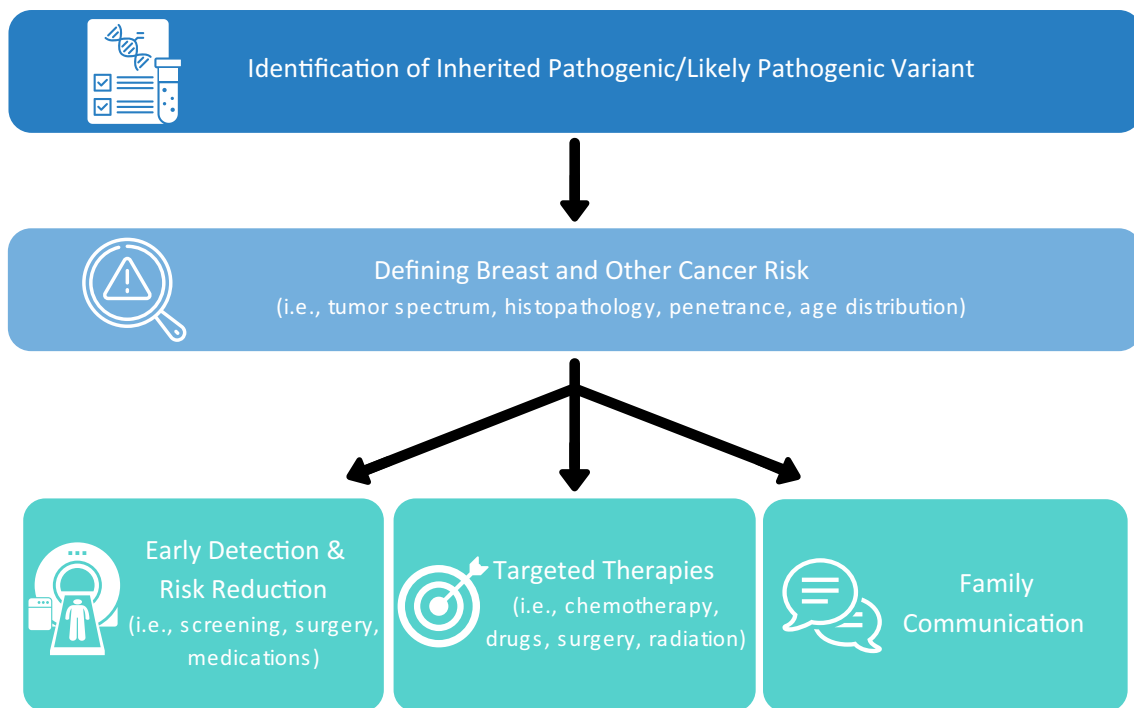 Identification of Inherited Pathogenic/Likely Pathogenic Variant
Defining Breast and Other Cancer Risk
(i.e., tumor spectrum, histopathology, penetrance, age distribution)
Early Detection &
Risk Reduction
(i.e., screening, surgery,
medications)
Targeted Therapies
(i.e., chemotherapy,
drugs, surgery, radiation)
Family
Communication